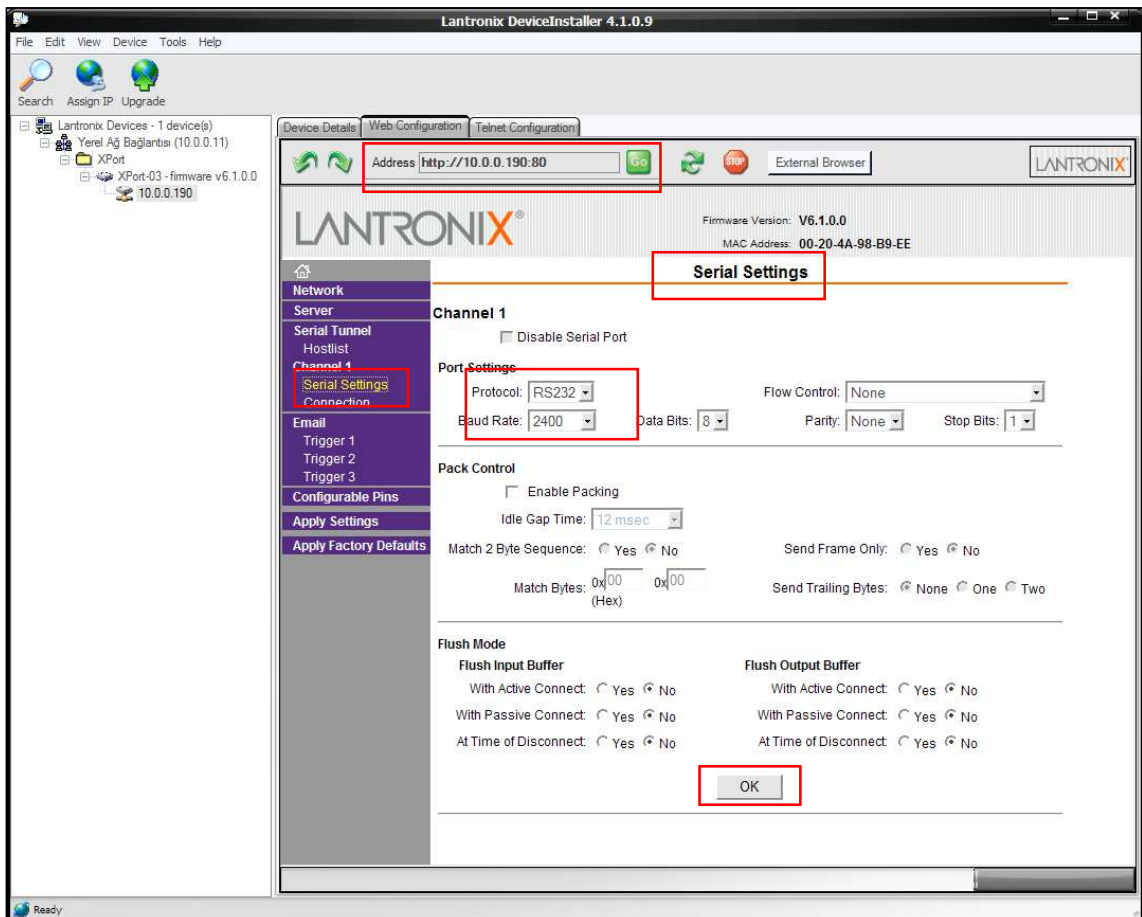 Lantronix DeviceInstaller 4.1.0.9
File Edit View Device Tools Help
Search Assign IP Upgrade
Lantronix Devices - 1 device(s)
Yerel Ağ Bağlantısı (10.0.0.11)
XPort
XPort-03 - firmware v6.1.0.0
10.0.0.190
Device Details Web Configuration Telnet Configuration
Address http://10.0.0.190:80 Go STOP External Browser LANTRONIX
LANTRONIX®
Firmware Version: V6.1.0.0
MAC Address: 00-20-4A-98-B9-EE
Network
Server
Serial Tunnel
Hostlist
Channel 1
Serial Settings
Connection
Email
Trigger 1
Trigger 2
Trigger 3
Configurable Pins
Apply Settings
Apply Factory Defaults
Serial Settings
Channel 1
Disable Serial Port
Port Settings
Protocol: RS232 Flow Control: None
Baud Rate: 2400 Data Bits: 8 Parity: None Stop Bits: 1
Pack Control
Enable Packing
Idle Gap Time: 12 msec
Match 2 Byte Sequence: Yes No Send Frame Only: Yes No
Match Bytes: 0x00 0x00 Send Trailing Bytes: None One Two
(Hex)
Flush Mode
Flush Input Buffer Flush Output Buffer
With Active Connect: Yes No With Active Connect: Yes No
With Passive Connect: Yes No With Passive Connect: Yes No
At Time of Disconnect: Yes No At Time of Disconnect: Yes No
OK
Ready